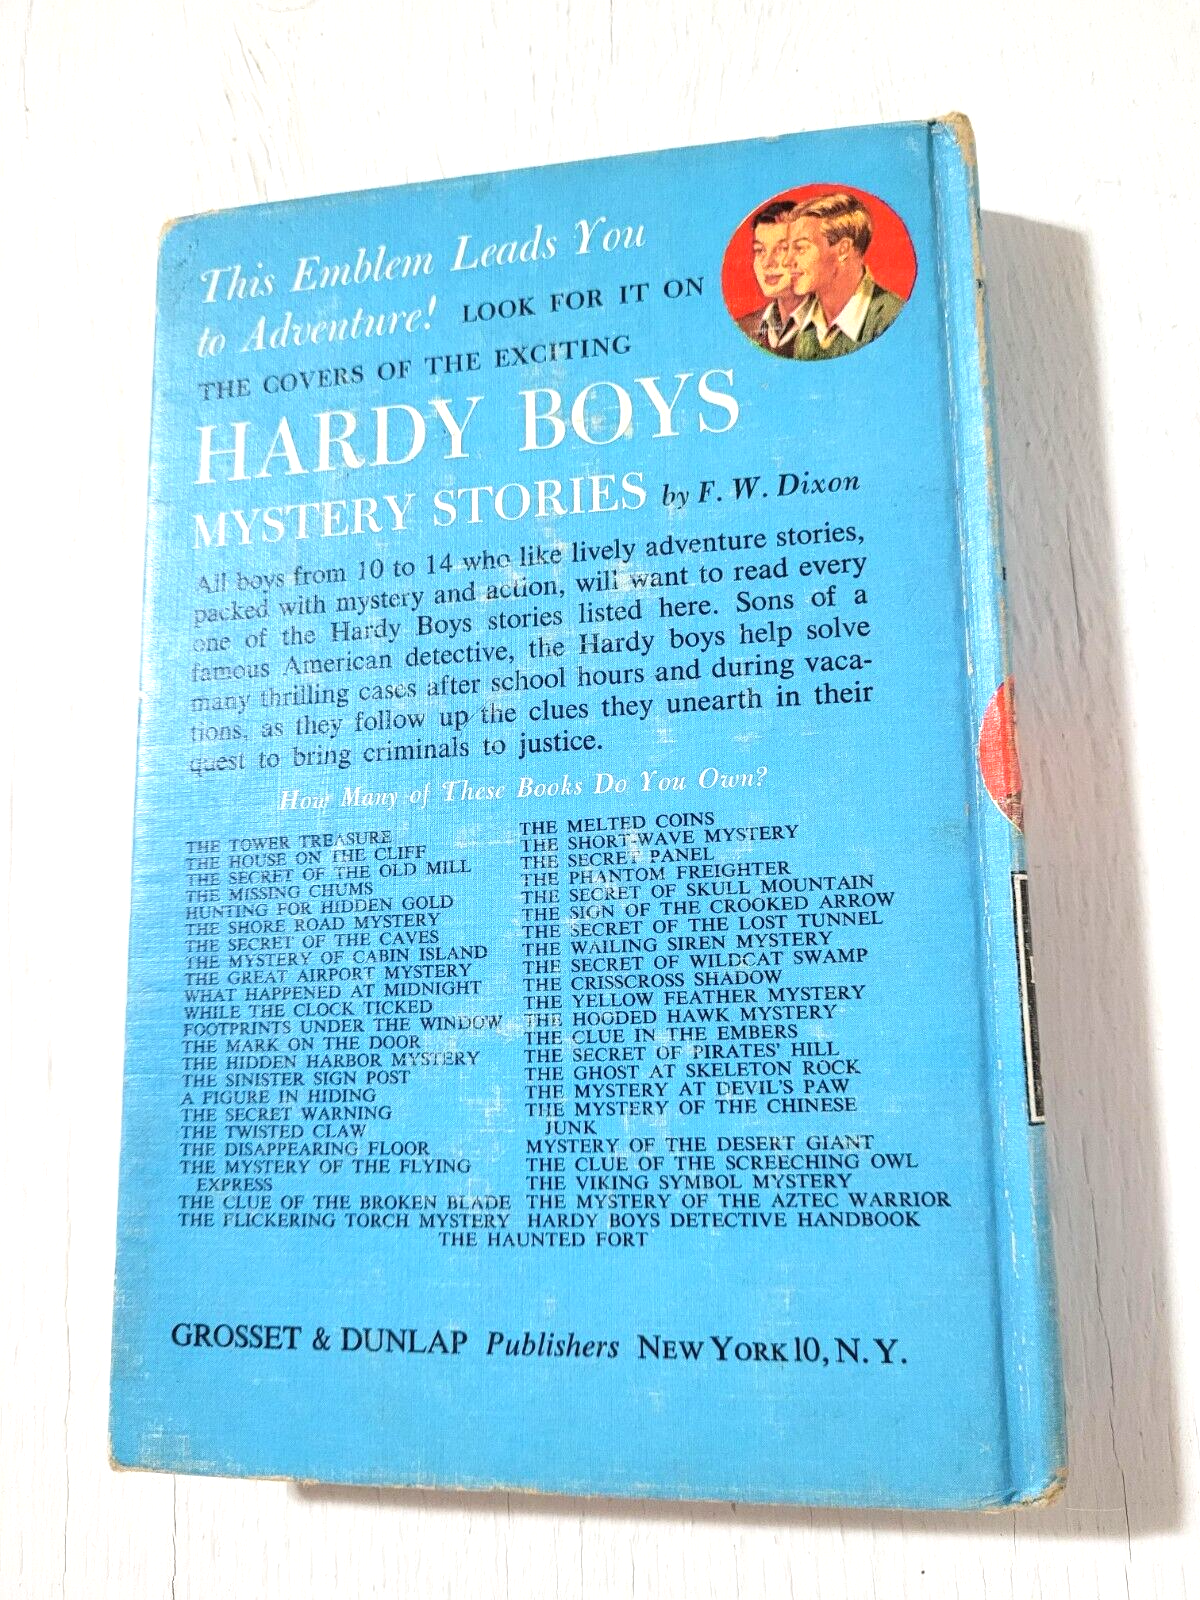 This Emblem Leads You
to Adventure! LOOK FOR IT ON
THE COVERS OF THE EXCITING
HARDY BOYS
MYSTERY STORIES by F. W. Dixon
All boys from 10 to 14 who like lively adventure stories,
packed with mystery and action, will want to read every
one of the Hardy Boys stories listed here. Sons of a
famous American detective, the Hardy boys help solve
many thrilling cases after school hours and during vaca-
tions, as they follow up the clues they unearth in their
quest to bring criminals to justice.
How Many of These Books Do You Own?
THE TOWER TREASURE
THE HOUSE ON THE CLIFF
THE SECRET OF THE OLD MILL
THE MISSING CHUMS
HUNTING FOR HIDDEN GOLD
THE SHORE ROAD MYSTERY
THE SECRET OF THE CAVES
THE MYSTERY OF CABIN ISLAND
THE GREAT AIRPORT MYSTERY
WHAT HAPPENED AT MIDNIGHT
WHILE THE CLOCK TICKED
FOOTPRINTS UNDER THE WINDOW
THE MARK ON THE DOOR
THE HIDDEN HARBOR MYSTERY
THE SINISTER SIGN POST
A FIGURE IN HIDING
THE SECRET WARNING
THE TWISTED CLAW
THE DISAPPEARING FLOOR
THE MYSTERY OF THE FLYING
EXPRESS
THE CLUE OF THE BROKEN BLADE
THE FLICKERING TORCH MYSTERY
THE MELTED COINS
THE SHORT-WAVE MYSTERY
THE SECRET PANEL
THE PHANTOM FREIGHTER
THE SECRET OF SKULL MOUNTAIN
THE SIGN OF THE CROOKED ARROW
THE SECRET OF THE LOST TUNNEL
THE WAILING SIREN MYSTERY
THE SECRET OF WILDCAT SWAMP
THE CRISSCROSS SHADOW
THE YELLOW FEATHER MYSTERY
THE HOODED HAWK MYSTERY
THE CLUE IN THE EMBERS
THE SECRET OF PIRATES' HILL
THE GHOST AT SKELETON ROCK
THE MYSTERY AT DEVIL'S PAW
THE MYSTERY OF THE CHINESE
JUNK
MYSTERY OF THE DESERT GIANT
THE CLUE OF THE SCREECHING OWL
THE VIKING SYMBOL MYSTERY
THE MYSTERY OF THE AZTEC WARRIOR
HARDY BOYS DETECTIVE HANDBOOK
THE HAUNTED FORT
GROSSET & DUNLAP Publishers NEW YORK 10, N. Y.